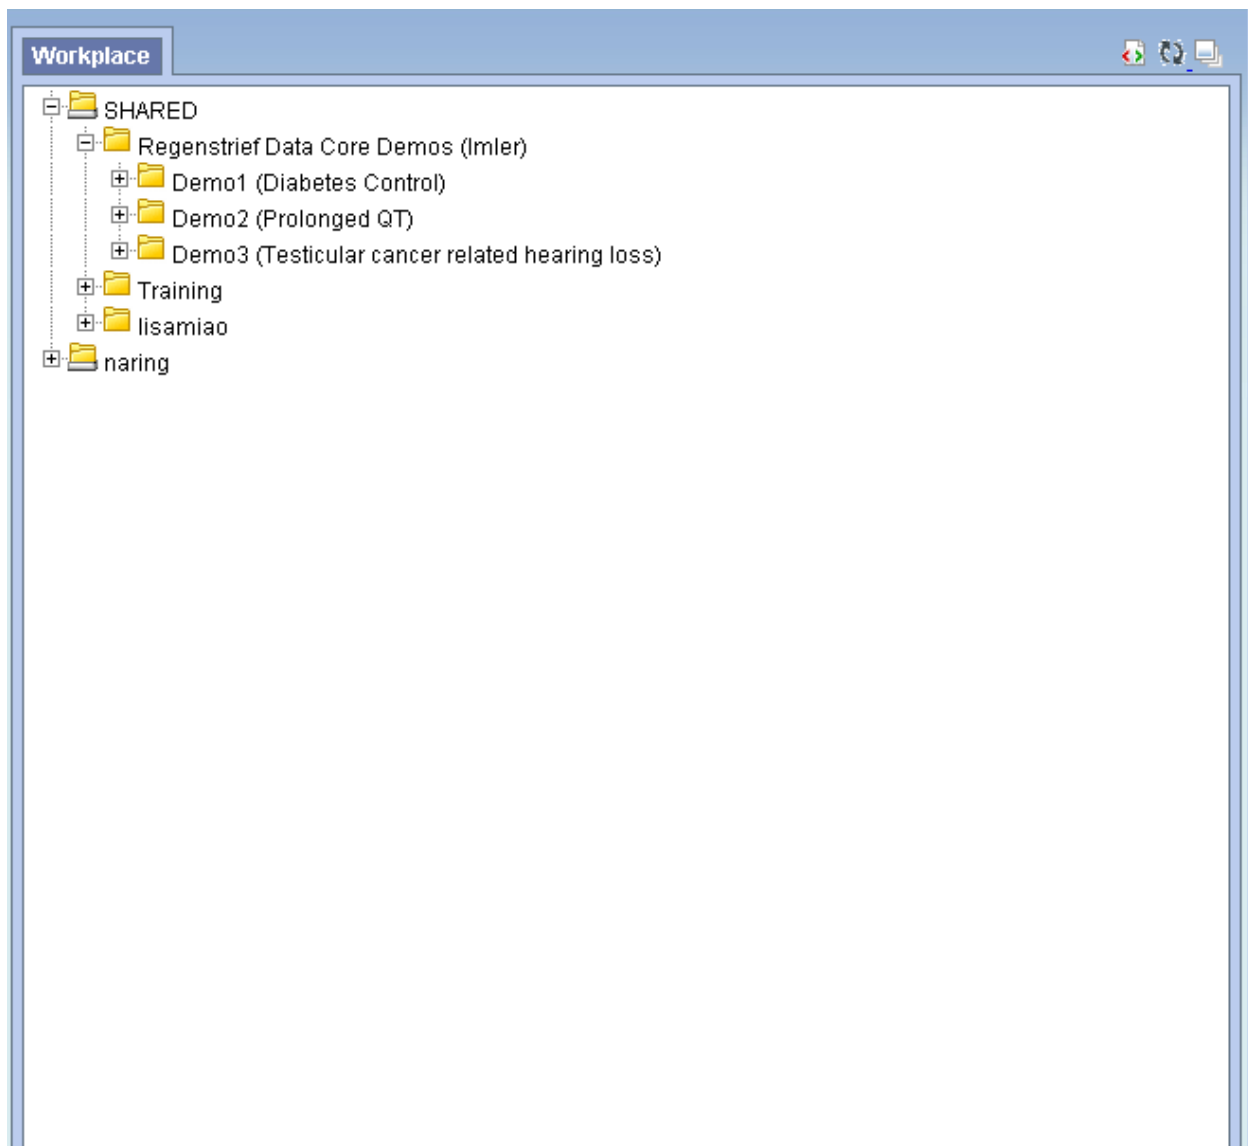 Workplace
SHARED
Regenstrief Data Core Demos (Imler)
Demo1 (Diabetes Control)
Demo2 (Prolonged QT)
Demo3 (Testicular cancer related hearing loss)
Training
lisamiao
naring